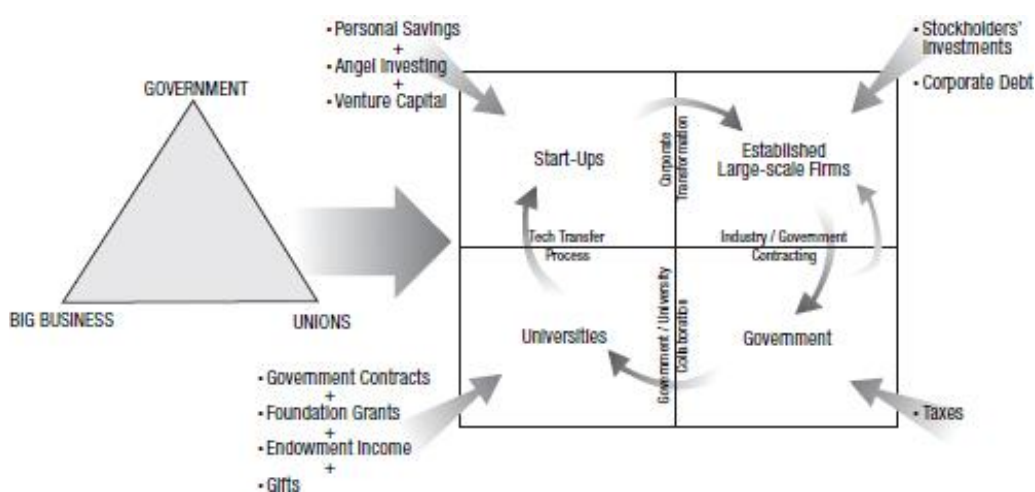 • Personal Savings
+
• Angel Investing
+
• Venture Capital
• Stockholders'
Investments
• Corporate Debt
GOVERNMENT
BIG BUSINESS
UNIONS
Start-Ups
Corporate
Transformation
Established
Large-scale Firms
Tech Transfer
Process
Industry / Government
Contracting
Universities
Government / University
Collaboration
Government
• Government Contracts
+
• Foundation Grants
+
• Endowment Income
+
• Gifts
• Taxes